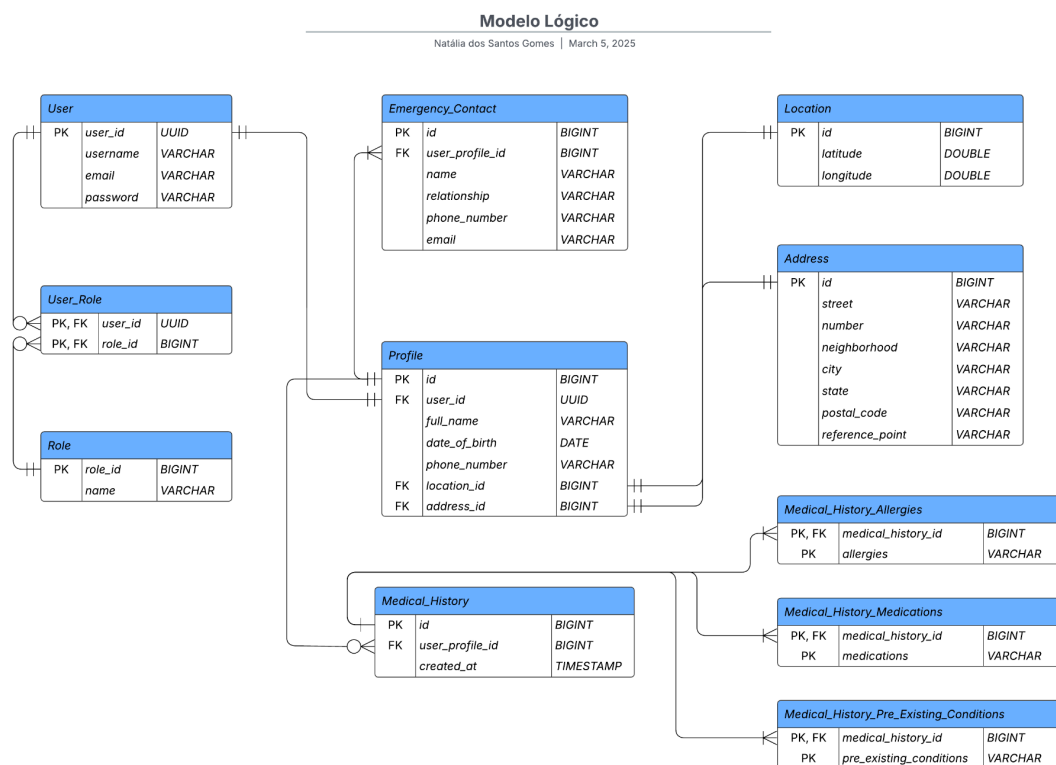 Modelo Lógico
Natália dos Santos Gomes | March 5, 2025
User
PK user_id UUID
username VARCHAR
email VARCHAR
password VARCHAR
User_Role
PK, FK user_id UUID
PK, FK role_id BIGINT
Role
PK role_id BIGINT
name VARCHAR
Emergency_Contact
PK id BIGINT
FK user_profile_id BIGINT
name VARCHAR
relationship VARCHAR
phone_number VARCHAR
email VARCHAR
Profile
PK id BIGINT
FK user_id UUID
full_name VARCHAR
date_of_birth DATE
phone_number VARCHAR
FK location_id BIGINT
FK address_id BIGINT
Medical_History
PK id BIGINT
FK user_profile_id BIGINT
created_at TIMESTAMP
Location
PK id BIGINT
latitude DOUBLE
longitude DOUBLE
Address
PK id BIGINT
street VARCHAR
number VARCHAR
neighborhood VARCHAR
city VARCHAR
state VARCHAR
postal_code VARCHAR
reference_point VARCHAR
Medical_History_Allergies
PK, FK medical_history_id BIGINT
PK allergies VARCHAR
Medical_History_Medications
PK, FK medical_history_id BIGINT
PK medications VARCHAR
Medical_History_Pre_Existing_Conditions
PK, FK medical_history_id BIGINT
PK pre_existing_conditions VARCHAR